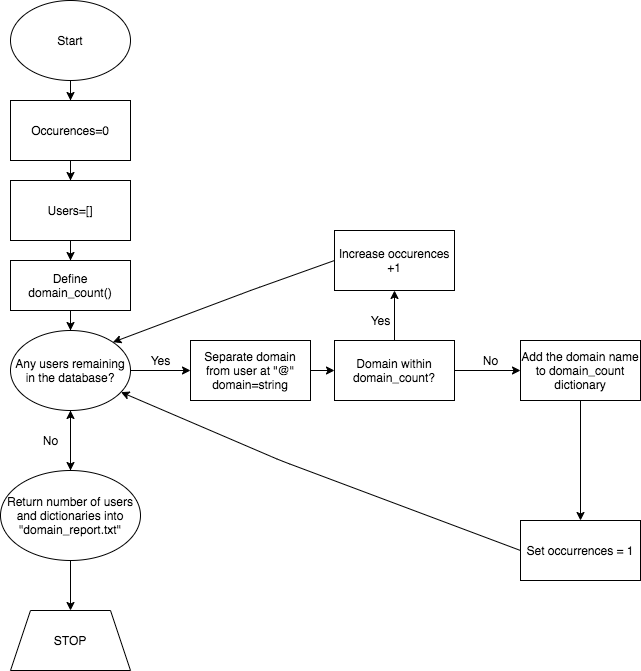 Start
Occurences=0
Users=[]
Define
domain_count()
Any users remaining
in the database?
Yes
Separate domain
from user at "@"
domain=string
Domain within
domain_count?
Yes
Increase occurences
+1
No
Add the domain name
to domain_count
dictionary
Set occurrences = 1
No
Return number of users
and dictionaries into
"domain_report.txt"
STOP